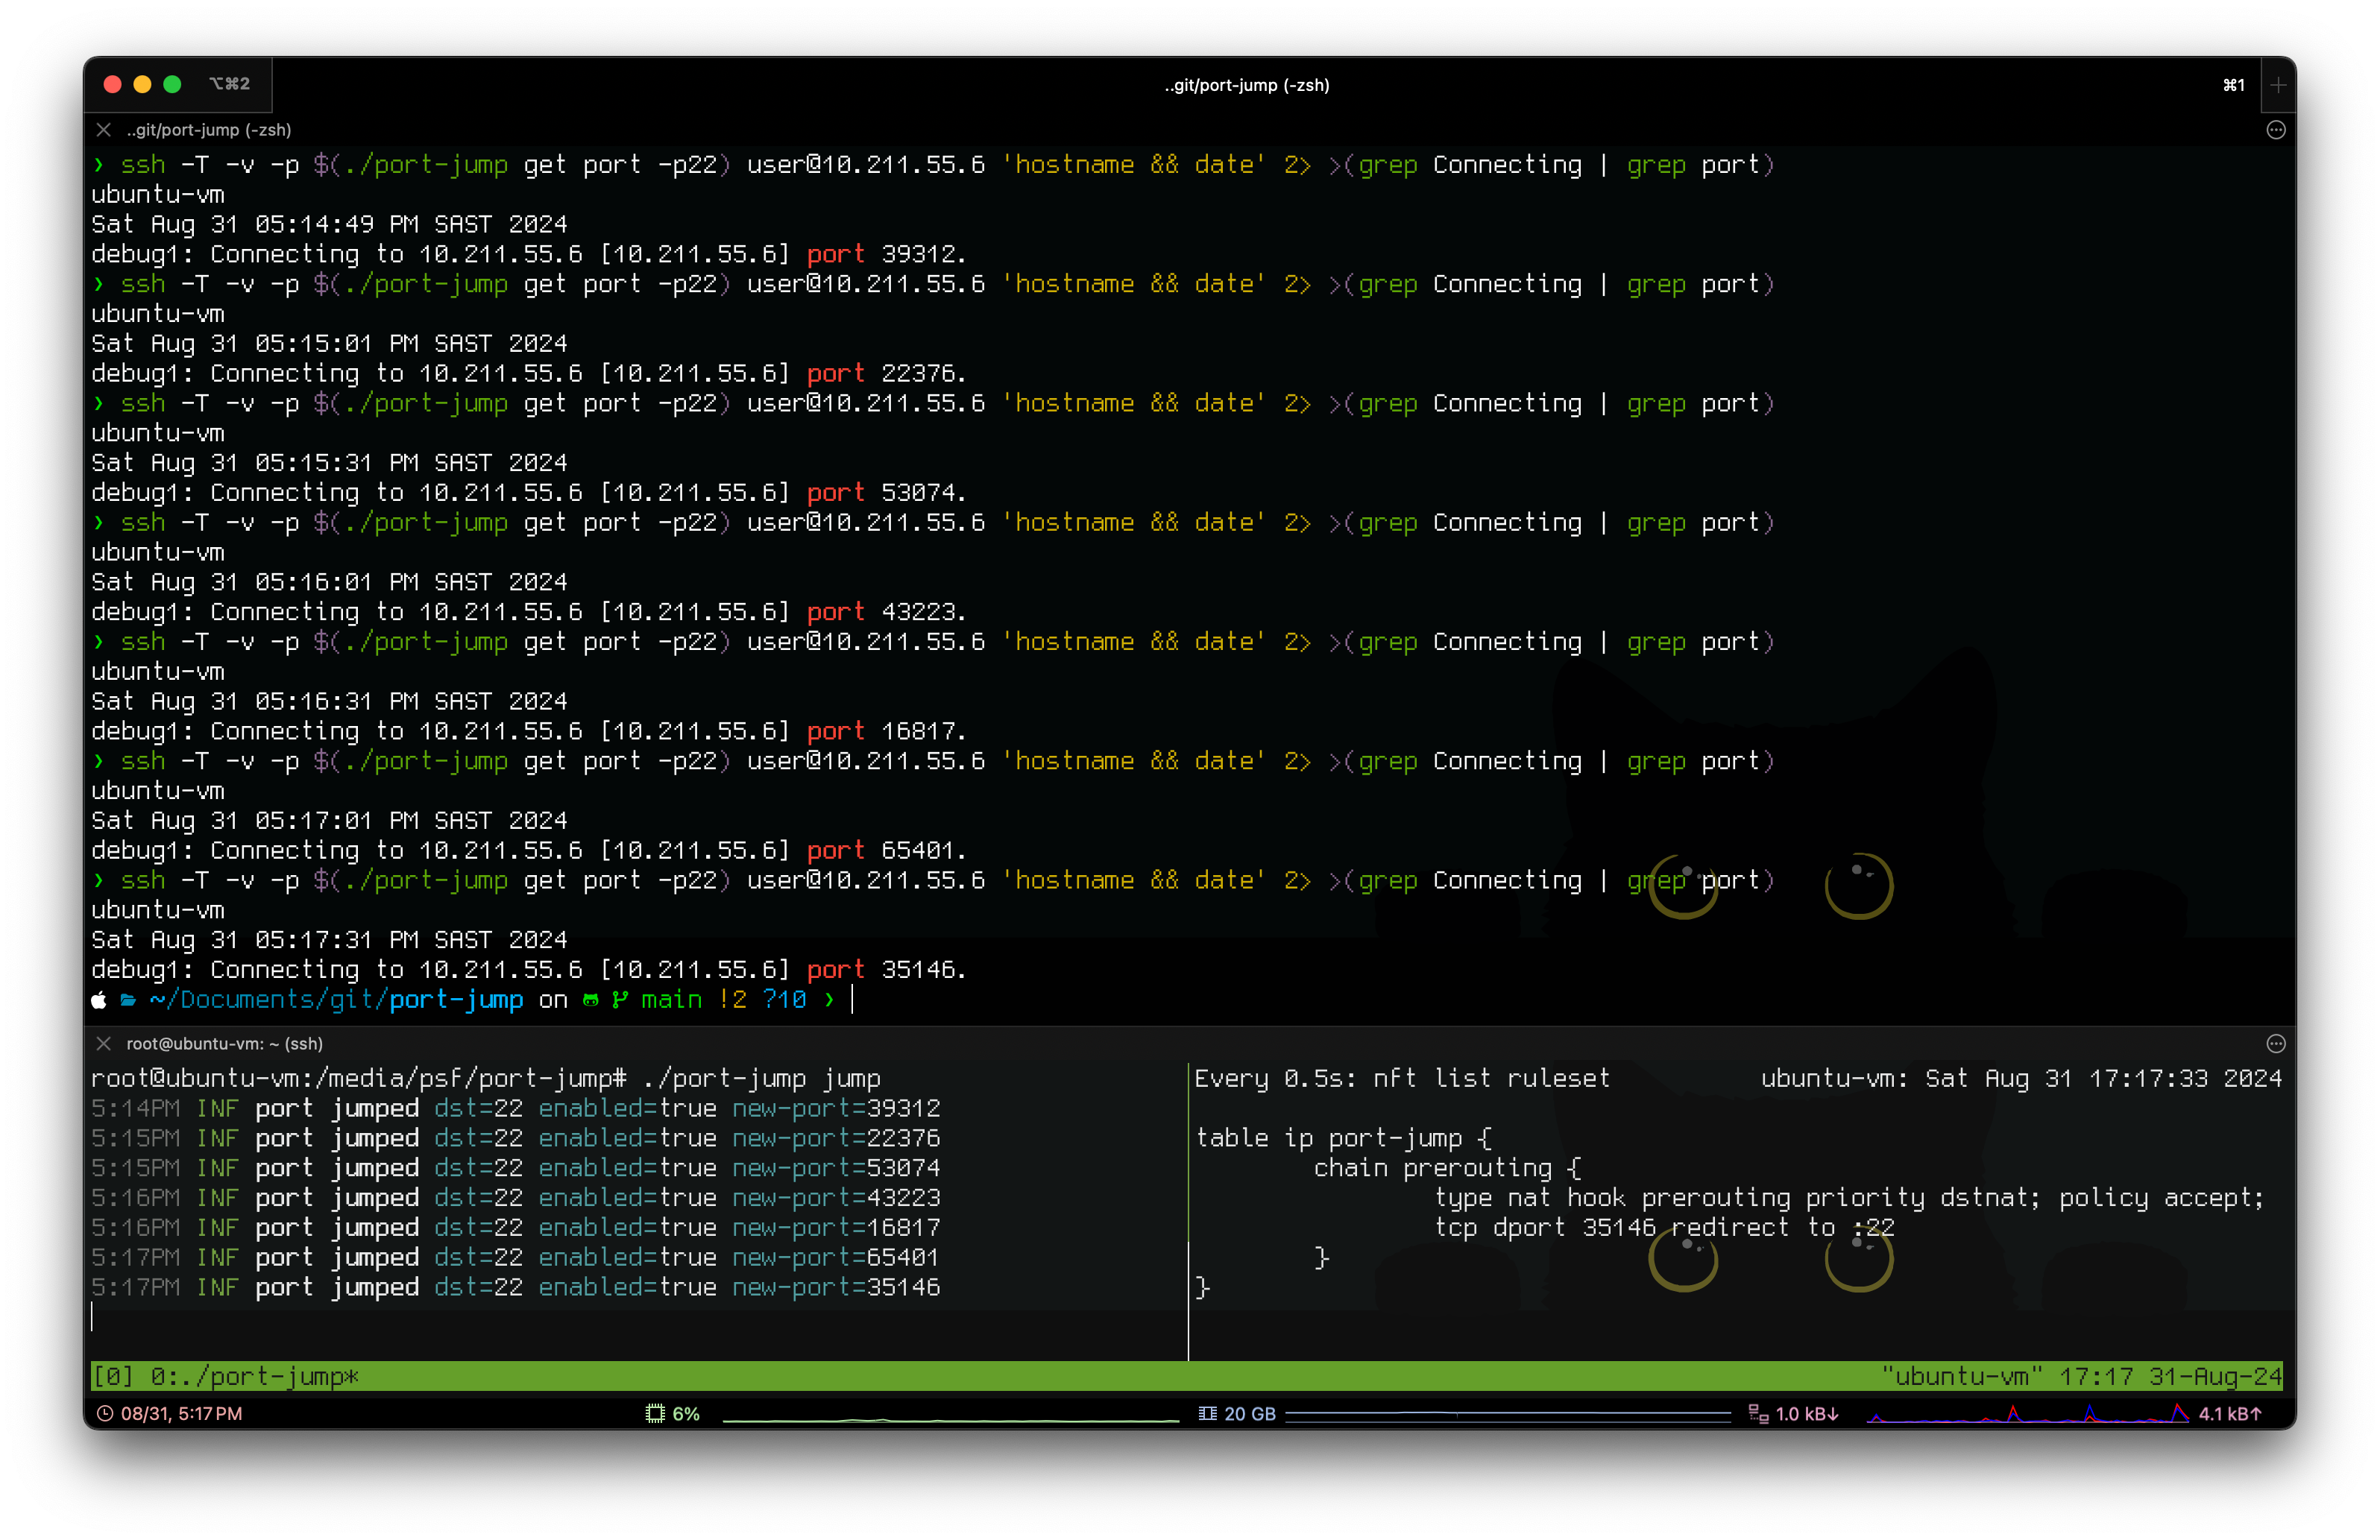 ⌥⌘2 ..git/port-jump (-zsh) ⌘1 +
..git/port-jump (-zsh)
❯ ssh -T -v -p $(./port-jump get port -p22) user@10.211.55.6 'hostname && date' 2> >(grep Connecting | grep port)
ubuntu-vm
Sat Aug 31 05:14:49 PM SAST 2024
debug1: Connecting to 10.211.55.6 [10.211.55.6] port 39312.
❯ ssh -T -v -p $(./port-jump get port -p22) user@10.211.55.6 'hostname && date' 2> >(grep Connecting | grep port)
ubuntu-vm
Sat Aug 31 05:15:01 PM SAST 2024
debug1: Connecting to 10.211.55.6 [10.211.55.6] port 22376.
❯ ssh -T -v -p $(./port-jump get port -p22) user@10.211.55.6 'hostname && date' 2> >(grep Connecting | grep port)
ubuntu-vm
Sat Aug 31 05:15:31 PM SAST 2024
debug1: Connecting to 10.211.55.6 [10.211.55.6] port 53074.
❯ ssh -T -v -p $(./port-jump get port -p22) user@10.211.55.6 'hostname && date' 2> >(grep Connecting | grep port)
ubuntu-vm
Sat Aug 31 05:16:01 PM SAST 2024
debug1: Connecting to 10.211.55.6 [10.211.55.6] port 43223.
❯ ssh -T -v -p $(./port-jump get port -p22) user@10.211.55.6 'hostname && date' 2> >(grep Connecting | grep port)
ubuntu-vm
Sat Aug 31 05:16:31 PM SAST 2024
debug1: Connecting to 10.211.55.6 [10.211.55.6] port 16817.
❯ ssh -T -v -p $(./port-jump get port -p22) user@10.211.55.6 'hostname && date' 2> >(grep Connecting | grep port)
ubuntu-vm
Sat Aug 31 05:17:01 PM SAST 2024
debug1: Connecting to 10.211.55.6 [10.211.55.6] port 65401.
❯ ssh -T -v -p $(./port-jump get port -p22) user@10.211.55.6 'hostname && date' 2> >(grep Connecting | grep port)
ubuntu-vm
Sat Aug 31 05:17:31 PM SAST 2024
debug1: Connecting to 10.211.55.6 [10.211.55.6] port 35146.
~/Documents/git/port-jump on main !2 ?10 ❯
root@ubuntu-vm: ~ (ssh)
root@ubuntu-vm:/media/psf/port-jump# ./port-jump jump
5:14PM INF port jumped dst=22 enabled=true new-port=39312
5:15PM INF port jumped dst=22 enabled=true new-port=22376
5:15PM INF port jumped dst=22 enabled=true new-port=53074
5:16PM INF port jumped dst=22 enabled=true new-port=43223
5:16PM INF port jumped dst=22 enabled=true new-port=16817
5:17PM INF port jumped dst=22 enabled=true new-port=65401
5:17PM INF port jumped dst=22 enabled=true new-port=35146
Every 0.5s: nft list ruleset ubuntu-vm: Sat Aug 31 17:17:33 2024
table ip port-jump {
chain prerouting {
type nat hook prerouting priority dstnat; policy accept;
tcp dport 35146 redirect to :22
}
}
[0] 0:./port-jump* "ubuntu-vm" 17:17 31-Aug-24
08/31, 5:17 PM 6% 20 GB 1.0 kB↓ 4.1 kB↑